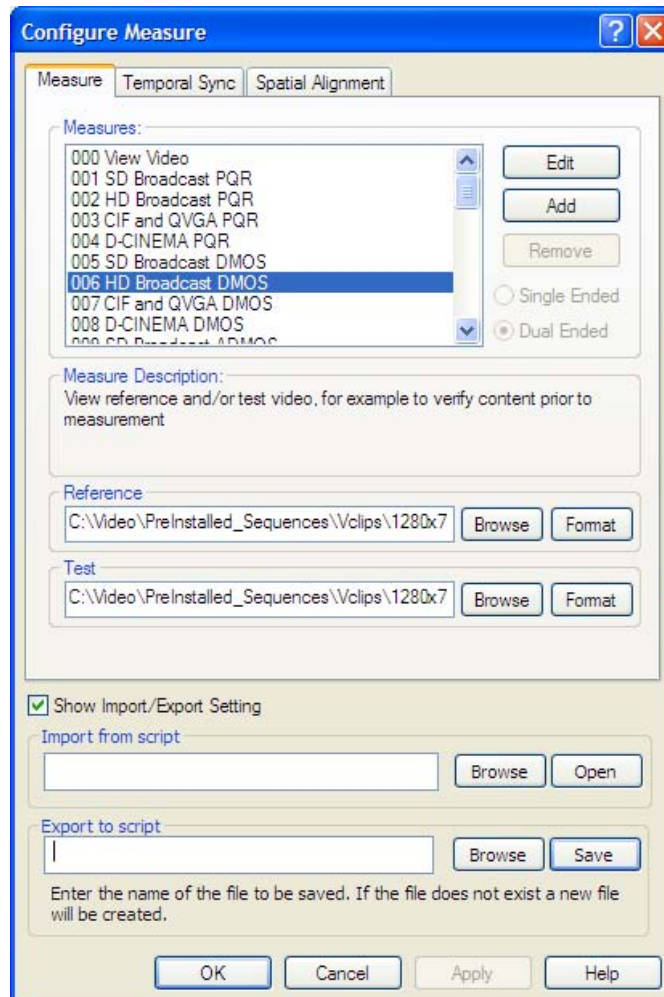 Configure Measure
Measure
Temporal Sync
Spatial Alignment
Measures:
000 View Video
001 SD Broadcast PQR
002 HD Broadcast PQR
003 CIF and QVGA PQR
004 D-CINEMA PQR
005 SD Broadcast DMOS
006 HD Broadcast DMOS
007 CIF and QVGA DMOS
008 D-CINEMA DMOS
009 SD Broadcast ADMOS
Edit
Add
Remove
Single Ended
Dual Ended
Measure Description:
View reference and/or test video, for example to verify content prior to
measurement
Reference
C:\Video\PreInstalled_Sequences\Vclips\1280x7
Browse
Format
Test
C:\Video\PreInstalled_Sequences\Vclips\1280x7
Browse
Format
Show Import/Export Setting
Import from script
Browse
Open
Export to script
Browse
Save
Enter the name of the file to be saved. If the file does not exist a new file
will be created.
OK
Cancel
Apply
Help